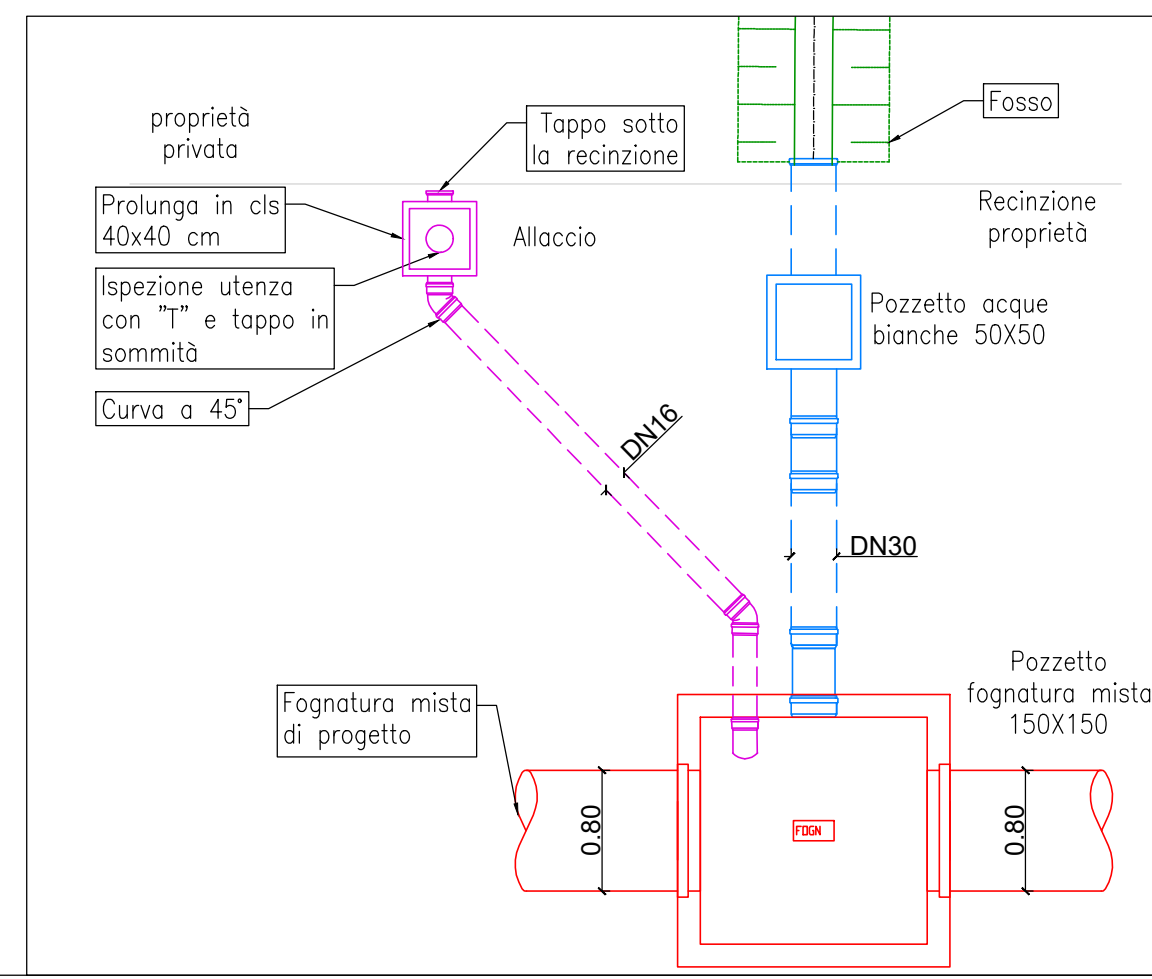 proprietà
privata
Tappo sotto
la recinzione
Fosso
Prolunga in cls
40x40 cm
Allaccio
Recinzione
proprietà
Ispezione utenza
con "T" e tappo in
sommità
Pozzetto acque
bianche 50X50
Curva a 45°
DN16
DN30
Pozzetto
fognatura mista
150X150
Fognatura mista
di progetto
0.80
FOGN
0.80